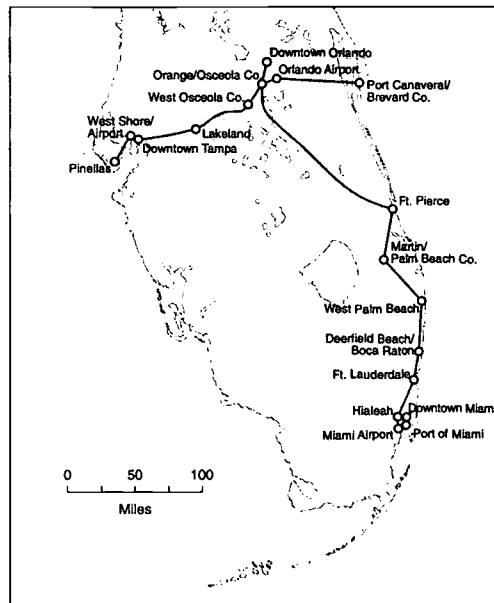 Downtown Orlando
Orange/Osceola Co.
Orlando Airport
West Osceola Co.
Port Canaveral/
Brevard Co.
West Shore/
Airport
Lakeland
Downtown Tampa
Pinellas
Ft. Pierce
Martin/
Palm Beach Co.
West Palm Beach
Deerfield Beach/
Boca Raton
Ft. Lauderdale
Hialeah
Downtown Miami
Miami Airport
Port of Miami
0 50 100
Miles